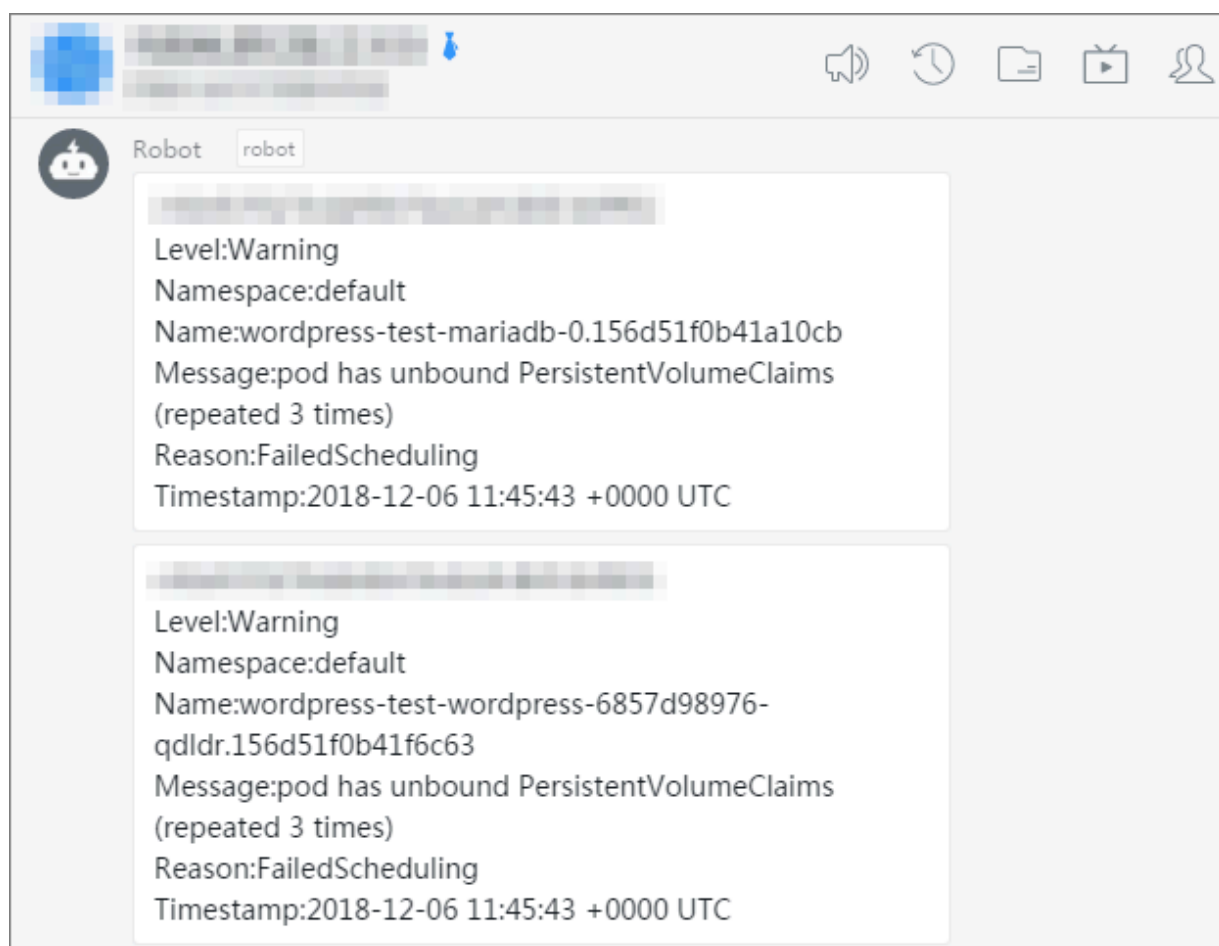 Robot robot
Level:Warning
Namespace:default
Name:wordpress-test-mariadb-0.156d51f0b41a10cb
Message:pod has unbound PersistentVolumeClaims
(repeated 3 times)
Reason:FailedScheduling
Timestamp:2018-12-06 11:45:43 +0000 UTC
Level:Warning
Namespace:default
Name:wordpress-test-wordpress-6857d98976-
qdldr.156d51f0b41f6c63
Message:pod has unbound PersistentVolumeClaims
(repeated 3 times)
Reason:FailedScheduling
Timestamp:2018-12-06 11:45:43 +0000 UTC